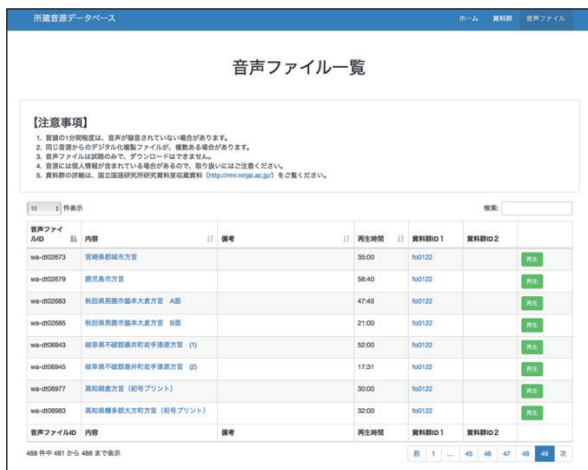 所蔵音源データベース
ホーム 資料群 音声ファイル
音声ファイル一覧
【注意事項】
1. 冒頭の1分間程度は、音声が録音されていない場合があります。
2. 同じ音源からのデジタル化複製ファイルが、複数ある場合があります。
3. 音声ファイルは試聴のみで、ダウンロードはできません。
4. 音源には個人情報が含まれている場合があるので、取り扱いにはご注意ください。
5. 資料群の詳細は、国立国語研究所研究資料室収蔵資料（http://rmr.ninjal.ac.jp/）をご覧ください。
10 件表示 検索:
音声ファイルID 内容 備考 再生時間 資料群ID 1 資料群ID 2
wa-dt02673 宮崎県都城市方言 35:00 fo0122 再生
wa-dt02679 鹿児島市方言 58:40 fo0122 再生
wa-dt02683 秋田県男鹿市脇本大倉方言 A面 47:45 fo0122 再生
wa-dt02685 秋田県男鹿市脇本大倉方言 B面 21:00 fo0122 再生
wa-dt06943 岐阜県不破郡垂井町岩手漆原方言 (1) 52:00 fo0122 再生
wa-dt06945 岐阜県不破郡垂井町岩手漆原方言 (2) 17:31 fo0122 再生
wa-dt06977 高知朝倉方言（初号プリント） 30:00 fo0122 再生
wa-dt06983 高知県幡多郡大方町方言（初号プリント） 32:00 fo0122 再生
音声ファイルID 内容 備考 再生時間 資料群ID 1 資料群ID 2
488 件中 481 から 488 まで表示 前 1 ... 45 46 47 48 49 次